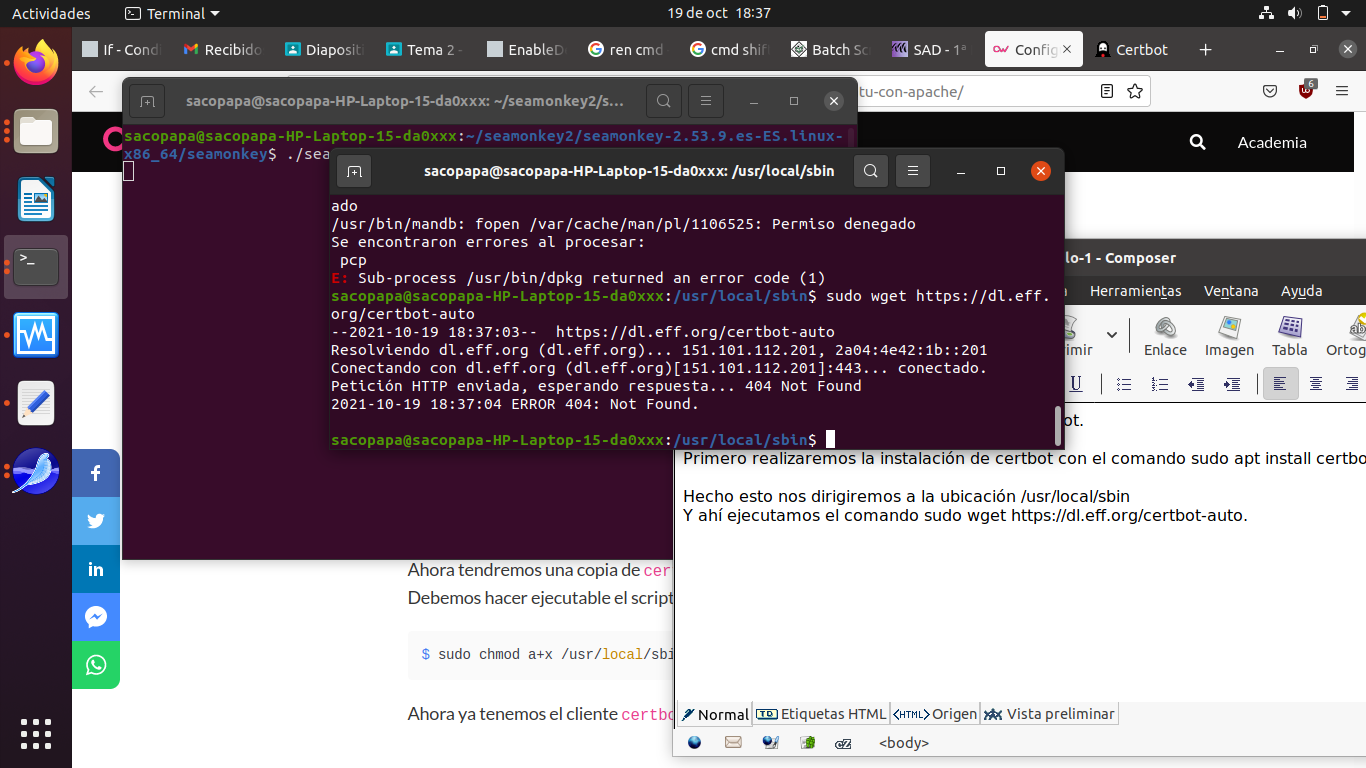 Actividades
Terminal
19 de oct 18:37
If - Cond
Recibido
Diaposit
Tema 2 -
EnableD
ren cmd
cmd shif
Batch Sc
SAD - 1ª
Config
Certbot
tu-con-apache/
6
Academia
sacopapa@sacopapa-HP-Laptop-15-da0xxx: ~/seamonkey2/s...
sacopapa@sacopapa-HP-Laptop-15-da0xxx:~/seamonkey2/seamonkey-2.53.9.es-ES.linux-
x86_64/seamonkey$ ./sea
sacopapa@sacopapa-HP-Laptop-15-da0xxx: /usr/local/sbin
ado
/usr/bin/mandb: fopen /var/cache/man/pl/1106525: Permiso denegado
Se encontraron errores al procesar:
pcp
E: Sub-process /usr/bin/dpkg returned an error code (1)
sacopapa@sacopapa-HP-Laptop-15-da0xxx:/usr/local/sbin$ sudo wget https://dl.eff.
org/certbot-auto
--2021-10-19 18:37:03-- https://dl.eff.org/certbot-auto
Resolviendo dl.eff.org (dl.eff.org)... 151.101.112.201, 2a04:4e42:1b::201
Conectando con dl.eff.org (dl.eff.org)[151.101.112.201]:443... conectado.
Petición HTTP enviada, esperando respuesta... 404 Not Found
2021-10-19 18:37:04 ERROR 404: Not Found.
sacopapa@sacopapa-HP-Laptop-15-da0xxx:/usr/local/sbin$
lo-1 - Composer
Herramientas Ventana Ayuda
imir
Enlace
Imagen
Tabla
Ortog
U
ot.
Primero realizaremos la instalación de certbot con el comando sudo apt install certbo
Hecho esto nos dirigiremos a la ubicación /usr/local/sbin
Y ahí ejecutamos el comando sudo wget https://dl.eff.org/certbot-auto.
Ahora tendremos una copia de cer
Debemos hacer ejecutable el script
$ sudo chmod a+x /usr/local/sbi
Ahora ya tenemos el cliente certbo
Normal
TD Etiquetas HTML
<HTML> Origen
Vista preliminar
<body>